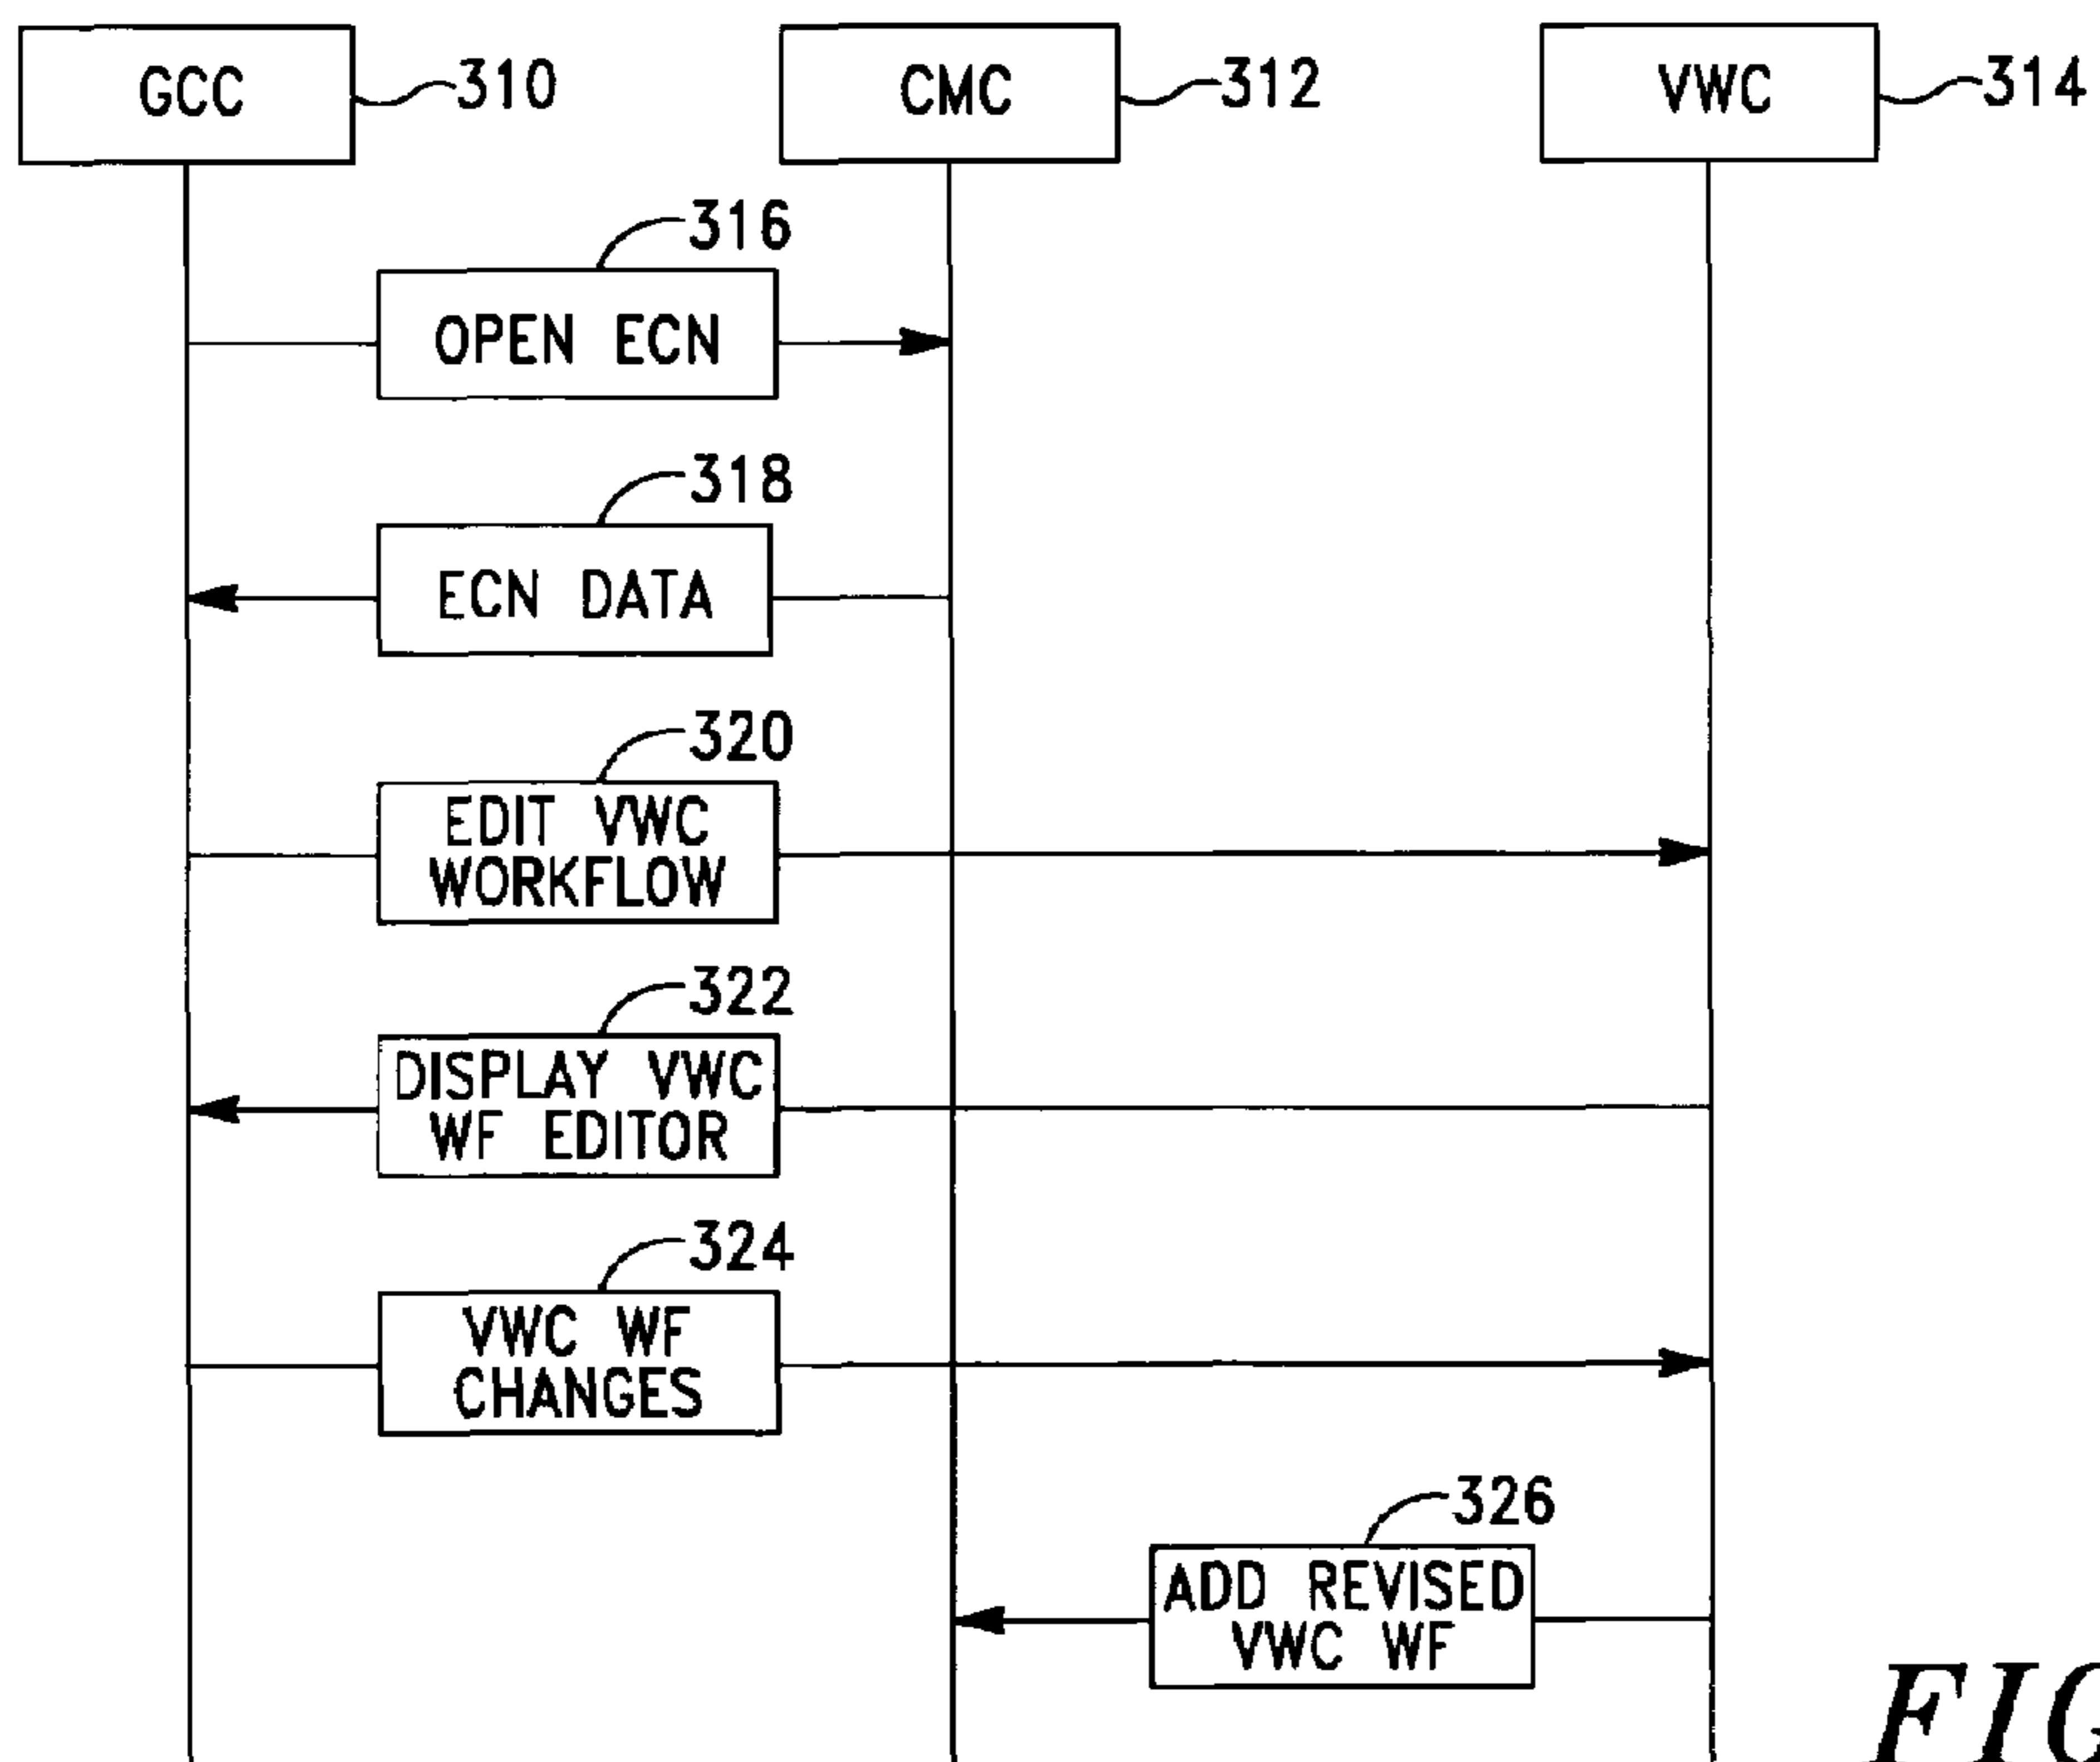 GCC 310 CMC 312 VWC 314
316
OPEN ECN
318
ECN DATA
320
EDIT VWC
WORKFLOW
322
DISPLAY VWC
WF EDITOR
324
VWC WF
CHANGES
326
ADD REVISED
VWC WF